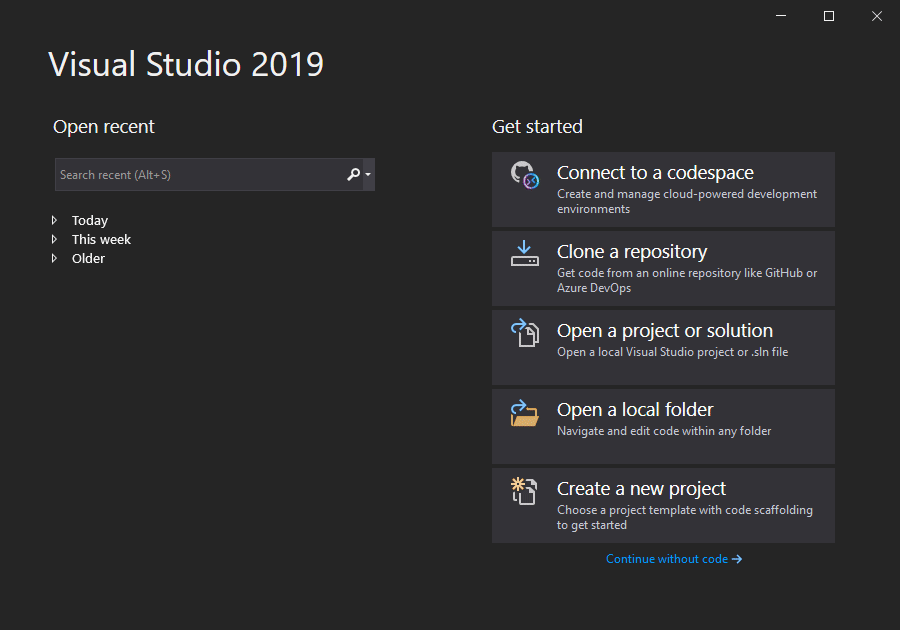 Visual Studio 2019
Open recent
Search recent (Alt+S)
Today
This week
Older
Get started
Connect to a codespace
Create and manage cloud-powered development
environments
Clone a repository
Get code from an online repository like GitHub or
Azure DevOps
Open a project or solution
Open a local Visual Studio project or .sln file
Open a local folder
Navigate and edit code within any folder
Create a new project
Choose a project template with code scaffolding
to get started
Continue without code →